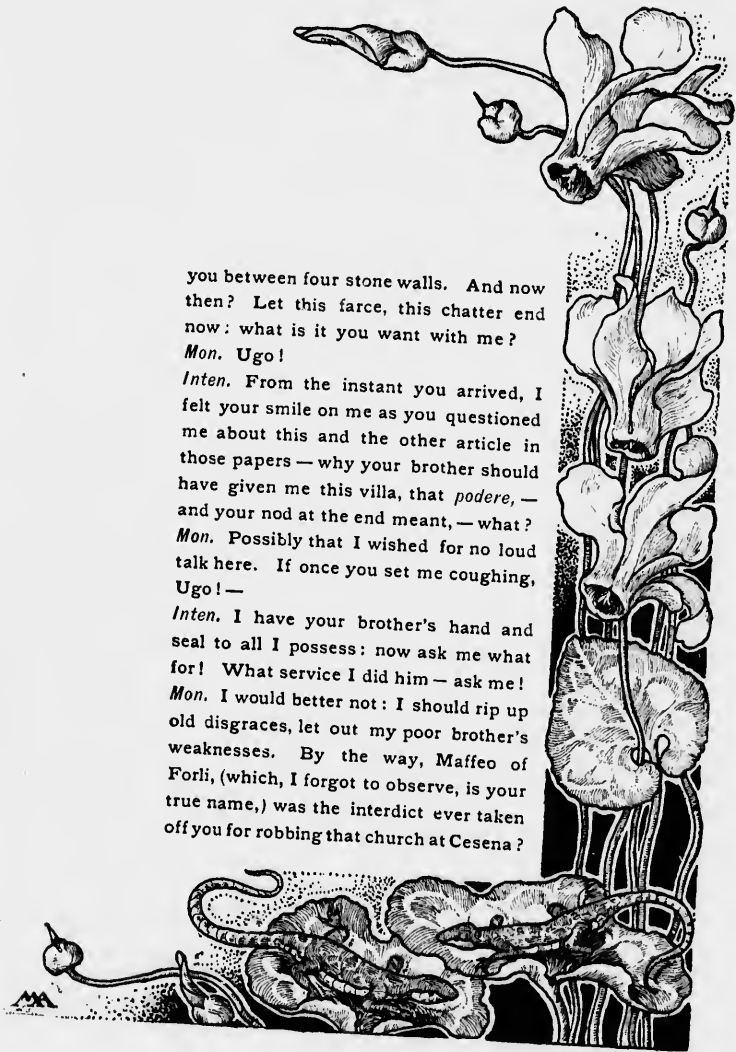 you between four stone walls. And now
then? Let this farce, this chatter end
now: what is it you want with me?
Mon. Ugo!
Inten. From the instant you arrived, I
felt your smile on me as you questioned
me about this and the other article in
those papers — why your brother should
have given me this villa, that podere, —
and your nod at the end meant, — what?
Mon. Possibly that I wished for no loud
talk here. If once you set me coughing,
Ugo! —
Inten. I have your brother's hand and
seal to all I possess: now ask me what
for! What service I did him — ask me!
Mon. I would better not: I should rip up
old disgraces, let out my poor brother's
weaknesses. By the way, Maffeo of
Forli, (which, I forgot to observe, is your
true name,) was the interdict ever taken
off you for robbing that church at Cesena?